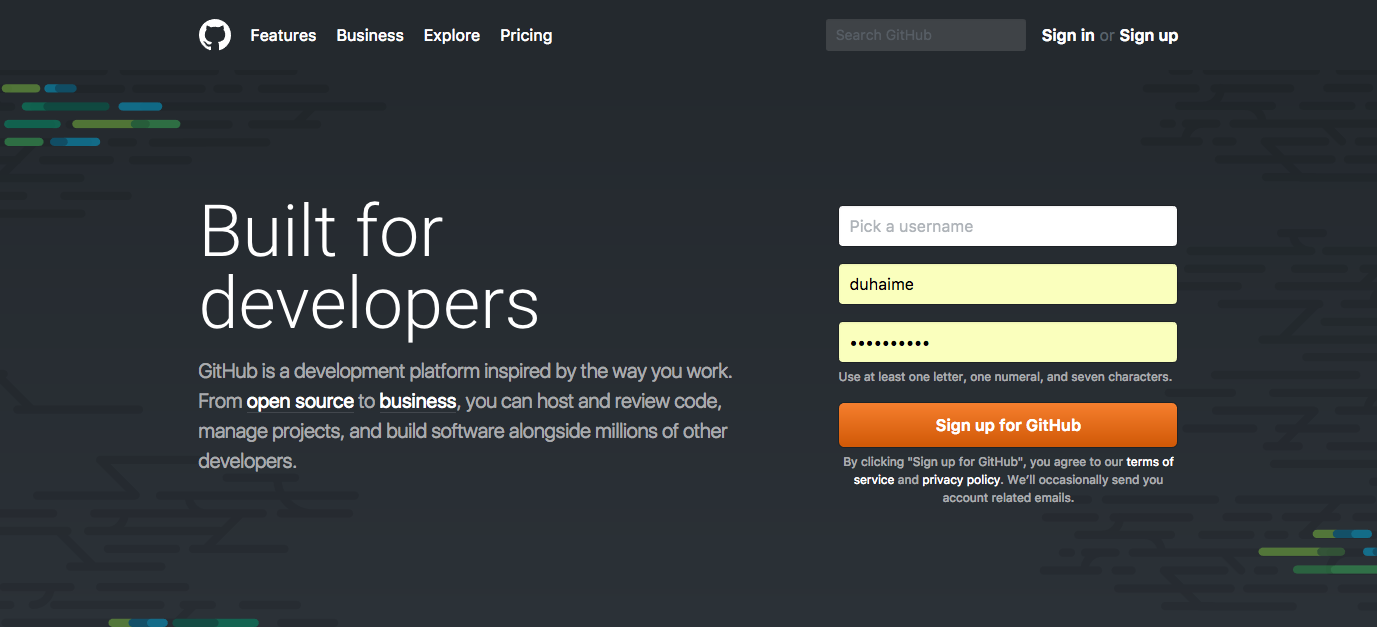 Features Business Explore Pricing Search GitHub Sign in or Sign up
Built for
developers
GitHub is a development platform inspired by the way you work.
From open source to business, you can host and review code,
manage projects, and build software alongside millions of other
developers.
Pick a username
duhaime
••••••••••
Use at least one letter, one numeral, and seven characters.
Sign up for GitHub
By clicking "Sign up for GitHub", you agree to our terms of
service and privacy policy. We’ll occasionally send you
account related emails.